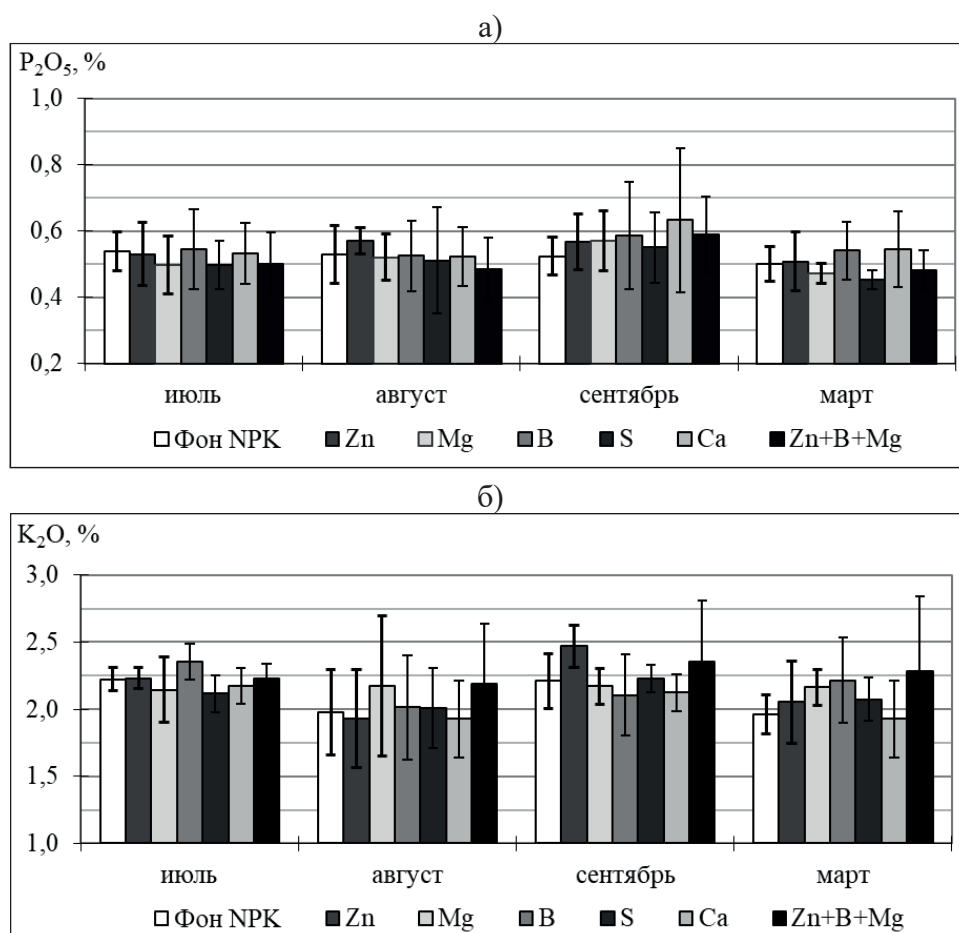 а)
P₂O₅, %
1,0
0,8
0,6
0,4
0,2
июль август сентябрь март
Фон NPK Zn Mg B S Ca Zn+B+Mg
б)
K₂O, %
3,0
2,5
2,0
1,5
1,0
июль август сентябрь март
Фон NPK Zn Mg B S Ca Zn+B+Mg